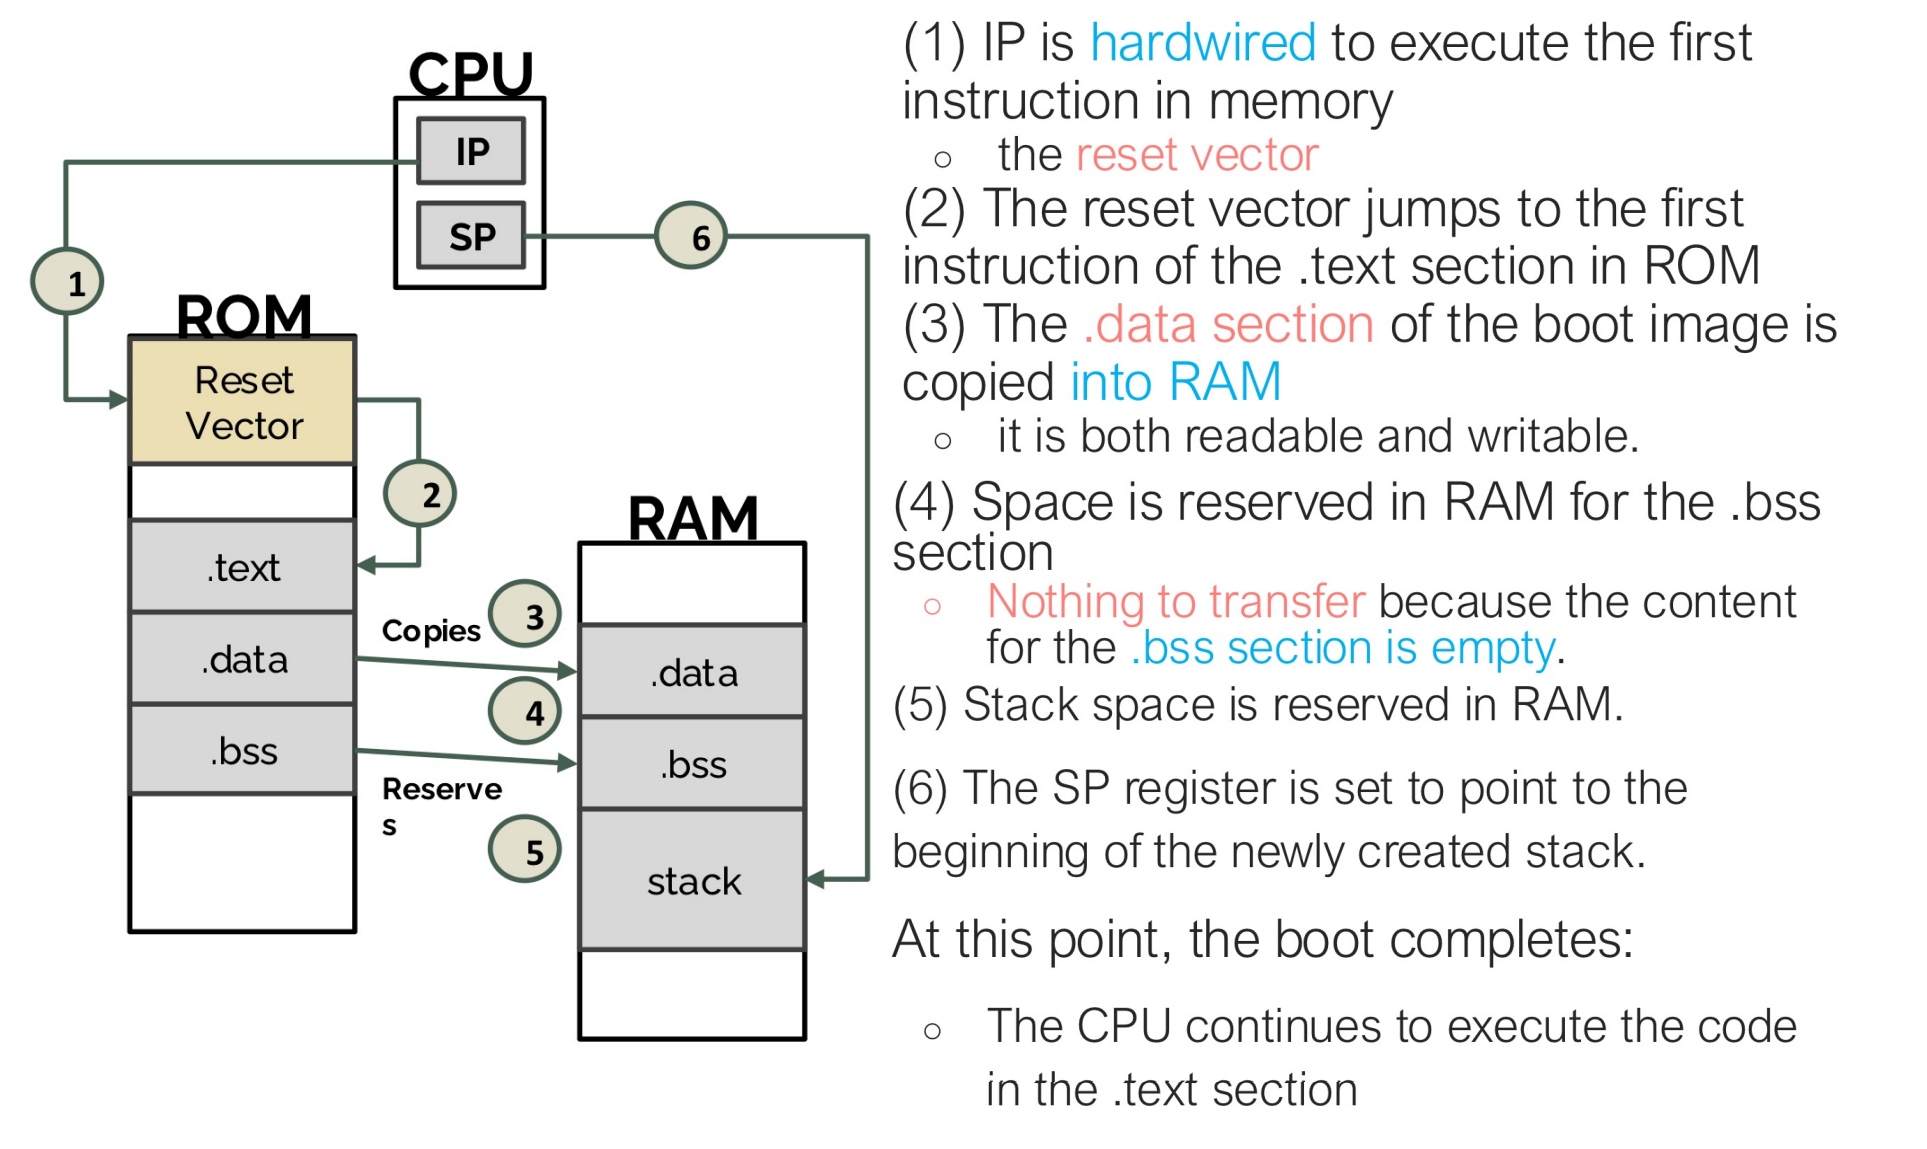 CPU
IP
SP
6
1
ROM
Reset
Vector
2
RAM
.text
Copies
3
.data
.data
4
.bss
.bss
Reserve
s
5
stack
(1) IP is hardwired to execute the first
instruction in memory
○ the reset vector
(2) The reset vector jumps to the first
instruction of the .text section in ROM
(3) The .data section of the boot image is
copied into RAM
○ it is both readable and writable.
(4) Space is reserved in RAM for the .bss
section
○ Nothing to transfer because the content
for the .bss section is empty.
(5) Stack space is reserved in RAM.
(6) The SP register is set to point to the
beginning of the newly created stack.
At this point, the boot completes:
○ The CPU continues to execute the code
in the .text section